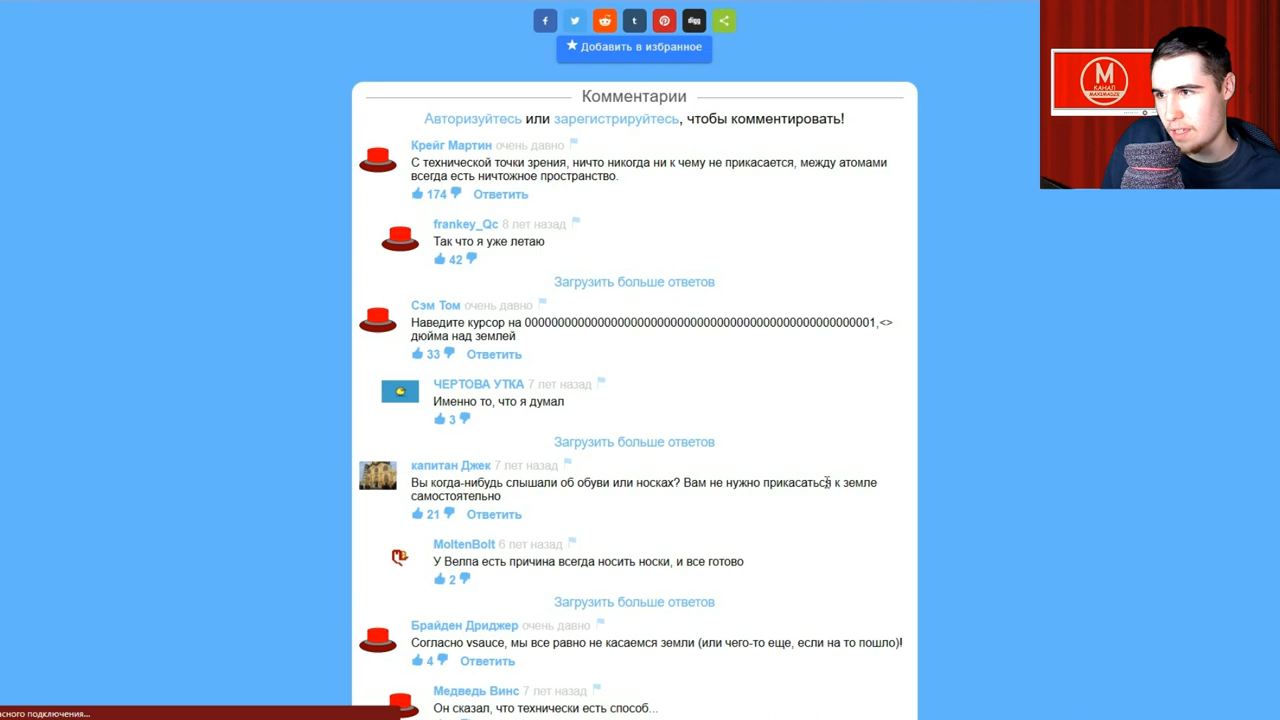 f
t
digg
Добавить в избранное
М
КАНАЛ
MAXIMADZE
Комментарии
Авторизуйтесь или зарегистрируйтесь, чтобы комментировать!
Крейг Мартин очень давно
С технической точки зрения, ничто никогда ни к чему не прикасается, между атомами
всегда есть ничтожное пространство.
174 Ответить
frankey_Qc 8 лет назад
Так что я уже летаю
42
Загрузить больше ответов
Сэм Том очень давно
Наведите курсор на 0000000000000000000000000000000000000000000000000001,<>
дюйма над землей
33 Ответить
ЧЕРТОВА УТКА 7 лет назад
Именно то, что я думал
3
Загрузить больше ответов
капитан Джек 7 лет назад
Вы когда-нибудь слышали об обуви или носках? Вам не нужно прикасаться к земле
самостоятельно
21 Ответить
MoltenBolt 6 лет назад
У Велпа есть причина всегда носить носки, и все готово
2
Загрузить больше ответов
Брайден Дриджер очень давно
Согласно vsauce, мы все равно не касаемся земли (или чего-то еще, если на то пошло)!
4 Ответить
Медведь Винс 7 лет назад
Он сказал, что технически есть способ...
асного подключения...